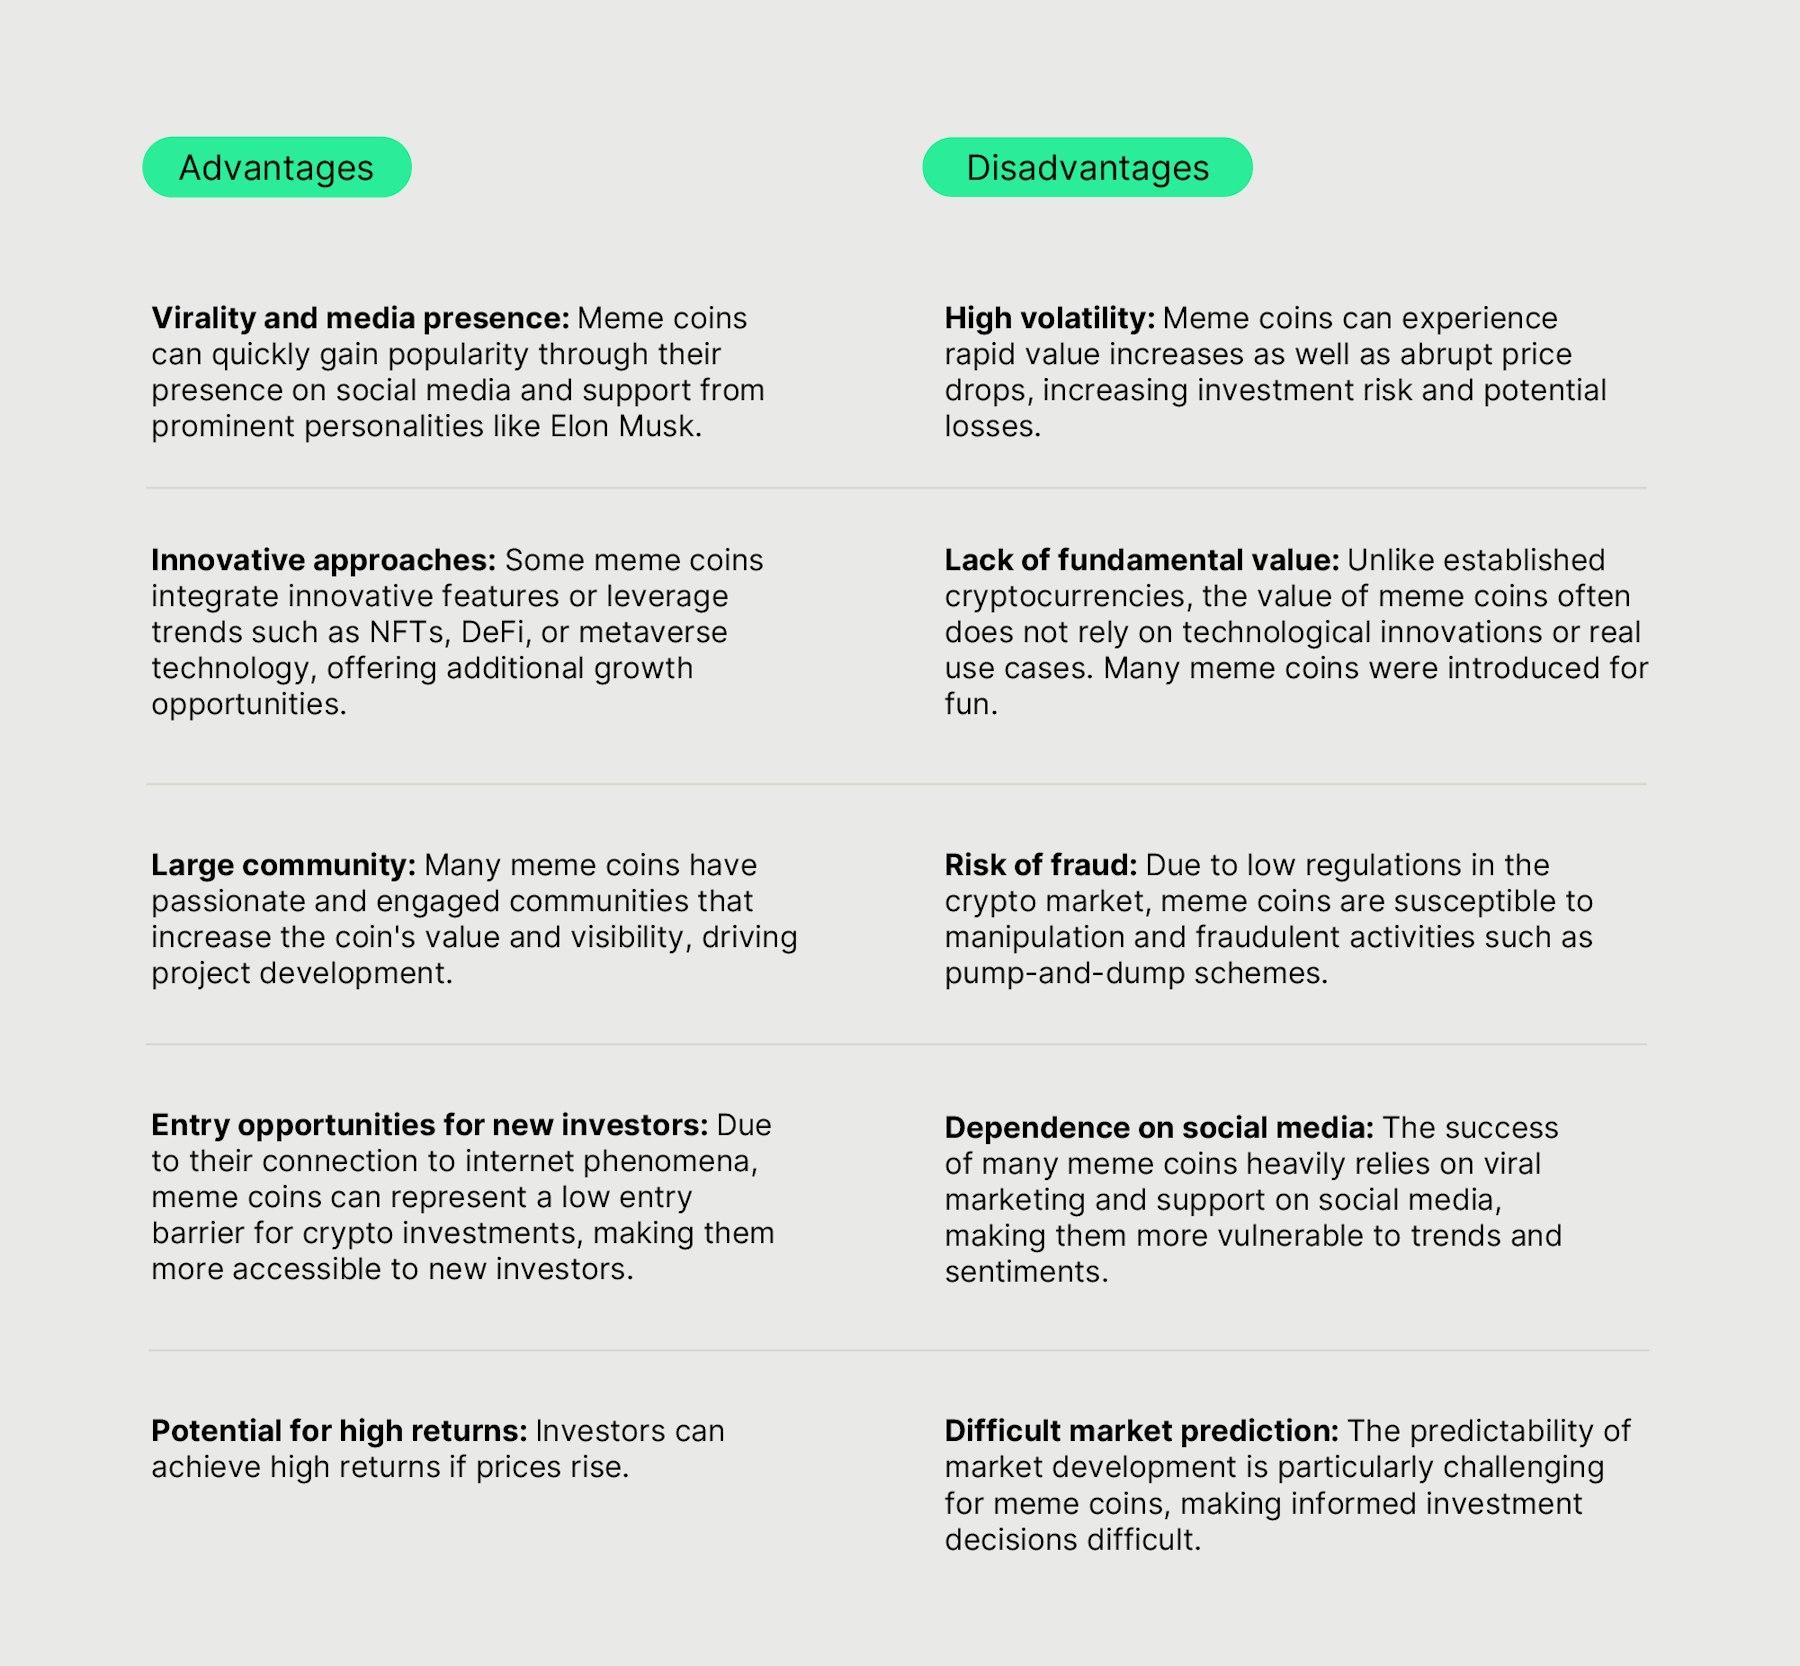 Advantages
Disadvantages
Virality and media presence: Meme coins
can quickly gain popularity through their
presence on social media and support from
prominent personalities like Elon Musk.
High volatility: Meme coins can experience
rapid value increases as well as abrupt price
drops, increasing investment risk and potential
losses.
Innovative approaches: Some meme coins
integrate innovative features or leverage
trends such as NFTs, DeFi, or metaverse
technology, offering additional growth
opportunities.
Lack of fundamental value: Unlike established
cryptocurrencies, the value of meme coins often
does not rely on technological innovations or real
use cases. Many meme coins were introduced for
fun.
Large community: Many meme coins have
passionate and engaged communities that
increase the coin's value and visibility, driving
project development.
Risk of fraud: Due to low regulations in the
crypto market, meme coins are susceptible to
manipulation and fraudulent activities such as
pump-and-dump schemes.
Entry opportunities for new investors: Due
to their connection to internet phenomena,
meme coins can represent a low entry
barrier for crypto investments, making them
more accessible to new investors.
Dependence on social media: The success
of many meme coins heavily relies on viral
marketing and support on social media,
making them more vulnerable to trends and
sentiments.
Potential for high returns: Investors can
achieve high returns if prices rise.
Difficult market prediction: The predictability of
market development is particularly challenging
for meme coins, making informed investment
decisions difficult.